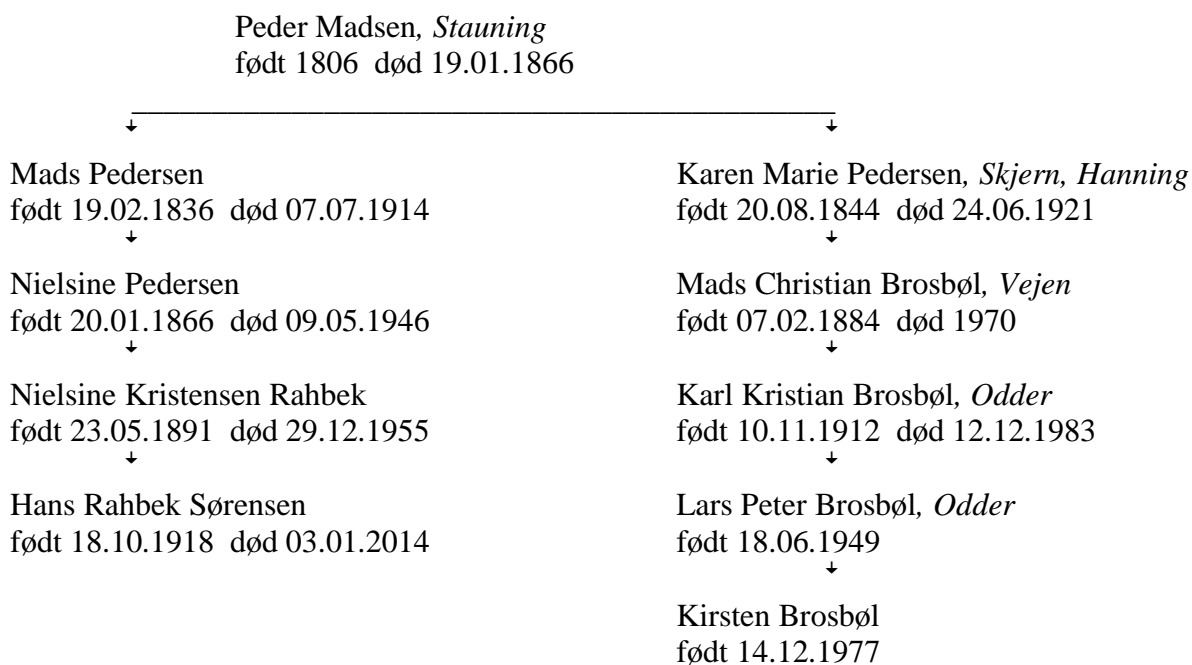 Peder Madsen, Stauning
født 1806 død 19.01.1866
Mads Pedersen
født 19.02.1836 død 07.07.1914
Nielsine Pedersen
født 20.01.1866 død 09.05.1946
Nielsine Kristensen Rahbek
født 23.05.1891 død 29.12.1955
Hans Rahbek Sørensen
født 18.10.1918 død 03.01.2014
Karen Marie Pedersen, Skjern, Hanning
født 20.08.1844 død 24.06.1921
Mads Christian Brosbøl, Vejen
født 07.02.1884 død 1970
Karl Kristian Brosbøl, Odder
født 10.11.1912 død 12.12.1983
Lars Peter Brosbøl, Odder
født 18.06.1949
Kirsten Brosbøl
født 14.12.1977